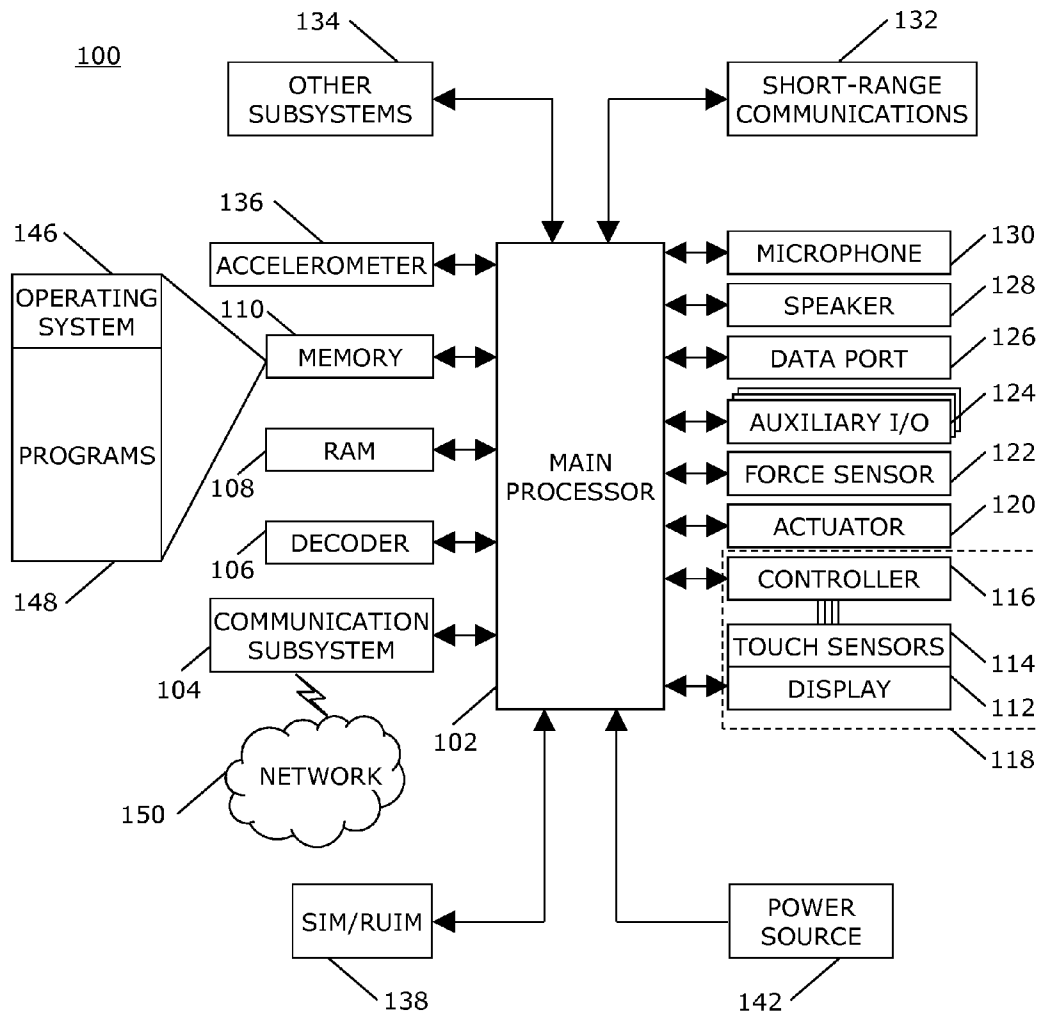 100
134
132
OTHER
SUBSYSTEMS
SHORT-RANGE
COMMUNICATIONS
136
146
ACCELEROMETER
MICROPHONE
130
OPERATING
SYSTEM
110
SPEAKER
128
MEMORY
DATA PORT
126
AUXILIARY I/O
124
PROGRAMS
RAM
108
MAIN
PROCESSOR
FORCE SENSOR
122
ACTUATOR
120
DECODER
106
CONTROLLER
116
148
COMMUNICATION
SUBSYSTEM
104
TOUCH SENSORS
114
DISPLAY
112
102
118
NETWORK
150
SIM/RUIM
138
POWER
SOURCE
142